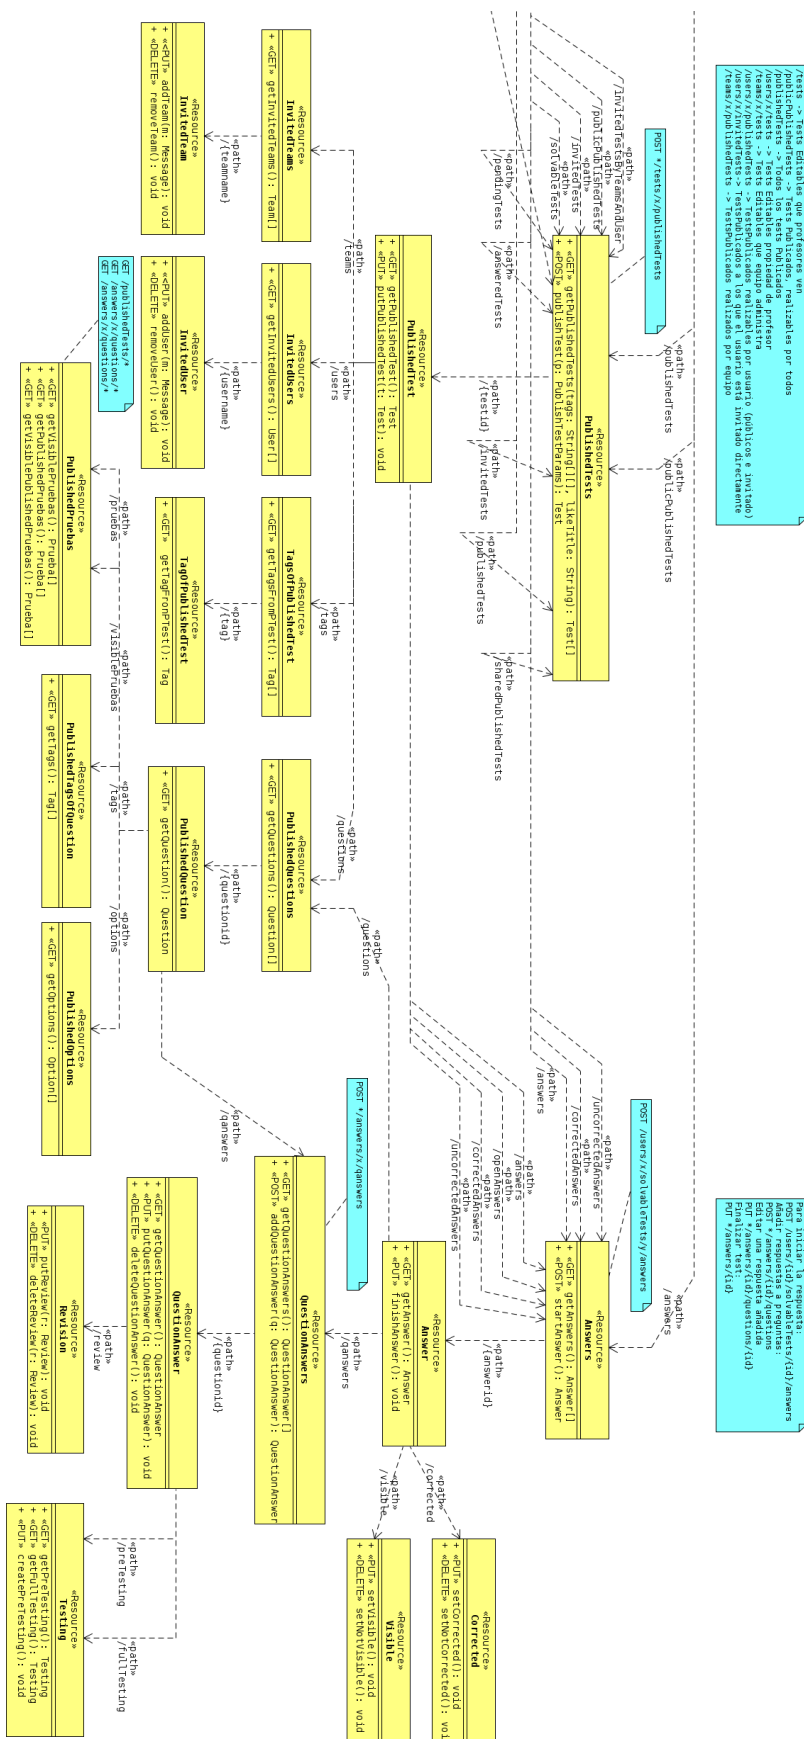 /tests -> Tests Editables que profesores ven
/publicPublishedTests -> Tests Publicados, realizables por todos
/publishedTests -> Todos los tests Publicados
/users/x/tests -> Tests Editables propiedad de profesor
/teams/x/tests -> Tests Editables que equipo administra
/users/x/publishedTests -> TestsPublicados realizables por usuario (públicos e invitado)
/users/x/invitedTests-> TestsPublicados a los que el usuario está invitado directamente
/teams/x/publishedTests -> TestsPublicados realizados por equipo
Para iniciar la respuesta:
POST /users/{id}/solvableTests/{id}/answers
Añadir respuestas a preguntas:
POST */answers/{id}/questions
Editar una respuesta añadida
PUT */answers/{id}/questions/{id}
Finalizar test:
PUT */answers/{id}
POST */tests/x/publishedTests
«path»
/publishedTests
«path»
/publicPublishedTests
«path»
/answers
POST /users/x/solvableTests/y/answers
«path»
/invitedTestsByTeamsAndUser
«path»
/publicPublishedTests
«path»
/invitedTests
«path»
/solvableTests
«Resource»
PublishedTests
+ «GET» getPublishedTests(tags: String[][], likeTitle: String): Test[]
+ «POST» publishTest(p: PublishTestParams): Test
«path»
/uncorrectedAnswers
«path»
/correctedAnswers
«path»
/answers
«Resource»
Answers
+ «GET» getAnswers(): Answer[]
+ «POST» startAnswer(): Answer
«path»
/pendingTests
«path»
/answeredTests
«path»
/{testid}
«path»
/invitedTests
«path»
/publishedTests
«path»
/sharedPublishedTests
«path»
/answers
«path»
/openAnswers
«path»
/correctedAnswers
«path»
/uncorrectedAnswers
«path»
/{answerid}
«Resource»
PublishedTest
+ «GET» getPublishedTest(): Test
+ «PUT» putPublishedTest(t: Test): void
«Resource»
Answer
+ «GET» getAnswer(): Answer
+ «PUT» finishAnswer(): void
«path»
/corrected
«path»
/visible
«Resource»
Corrected
+ «PUT» setCorrected(): void
+ «DELETE» setNotCorrected(): voi
«Resource»
Visible
+ «PUT» setVisible(): void
+ «DELETE» setNotVisible(): void
«path»
/teams
«path»
/users
«path»
/tags
«path»
/questions
«path»
/questions
POST */answers/x/qanswers
«path»
/qanswers
«Resource»
InvitedTeams
+ «GET» getInvitedTeams(): Team[]
«Resource»
InvitedUsers
+ «GET» getInvitedUsers(): User[]
«Resource»
TagsOfPublishedTest
+ «GET» getTagsFromPTest(): Tag[]
«Resource»
PublishedQuestions
+ «GET» getQuestions(): Question[]
«Resource»
QuestionAnswers
+ «GET» getQuestionAnswers(): QuestionAnswer[]
+ «POST» addQuestionAnswer(q: QuestionAnswer): QuestionAnswer
«path»
/{teamname}
«path»
/{username}
«path»
/{tag}
«path»
/{questionid}
«path»
/qanswers
«path»
/{questionid}
«Resource»
InvitedTeam
+ <<PUT» addTeam(m: Message): void
+ «DELETE» removeTeam(): void
«Resource»
InvitedUser
+ <<PUT» addUser(m: Message): void
+ «DELETE» removeUser(): void
«Resource»
TagOfPublishedTest
+ «GET»  getTagFromPTest(): Tag
«Resource»
PublishedQuestion
+ «GET» getQuestion(): Question
«Resource»
QuestionAnswer
+ «GET» getQuestionAnswer(): QuestionAnswer
+ «PUT» putQuestionAnswer(q: QuestionAnswer): void
+ «DELETE» deleteQuestionAnswer(): void
GET /publishedTests/*
GET /answers/x/questions/*
GET /answers/x/questions/*
«path»
/pruebas
«path»
/visiblePruebas
«path»
/tags
«path»
/options
«path»
/review
«path»
/preTesting
«path»
/fullTesting
«Resource»
PublishedPruebas
+ «GET» getVisiblePruebas(): Prueba[]
+ «GET» getPublishedPruebas(): Prueba[]
+ «GET» getVisiblePublishedPruebas(): Prueba[]
«Resource»
PublishedTagsOfQuestion
+ «GET» getTags(): Tag[]
«Resource»
PublishedOptions
+ «GET» getOptions(): Option[]
«Resource»
Revision
+ «PUT» putReview(r: Review): void
+ «DELETE» deleteReview(r: Review): void
«Resource»
Testing
+ «GET» getPreTesting(): Testing
+ «GET» getFullTesting(): Testing
+ «PUT» createPreTesting(): void